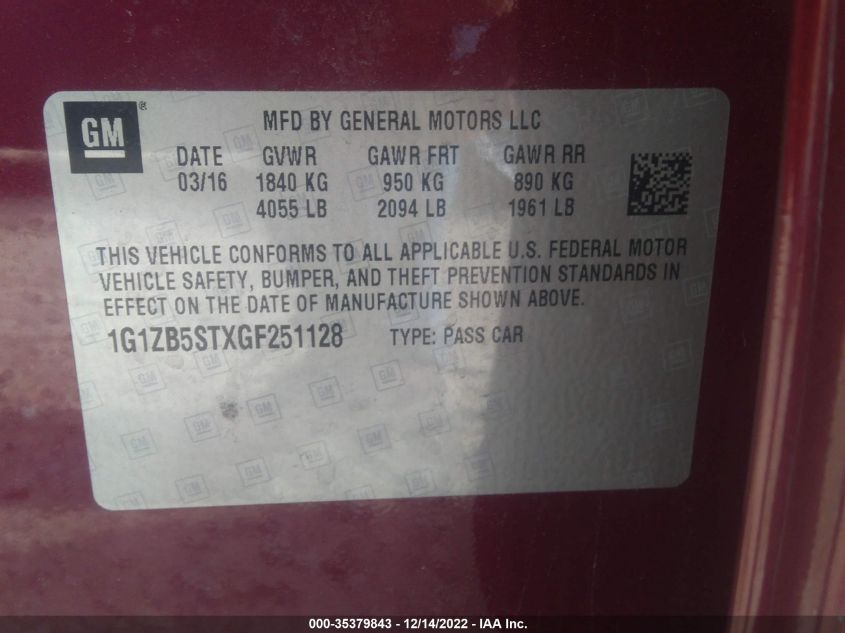 GM ®
MFD BY GENERAL MOTORS LLC
DATE GVWR GAWR FRT GAWR RR
03/16 1840 KG 950 KG 890 KG
4055 LB 2094 LB 1961 LB
THIS VEHICLE CONFORMS TO ALL APPLICABLE U.S. FEDERAL MOTOR
VEHICLE SAFETY, BUMPER, AND THEFT PREVENTION STANDARDS IN
EFFECT ON THE DATE OF MANUFACTURE SHOWN ABOVE.
1G1ZB5STXGF251128 TYPE: PASS CAR
000-35379843 - 12/14/2022 - IAA Inc.